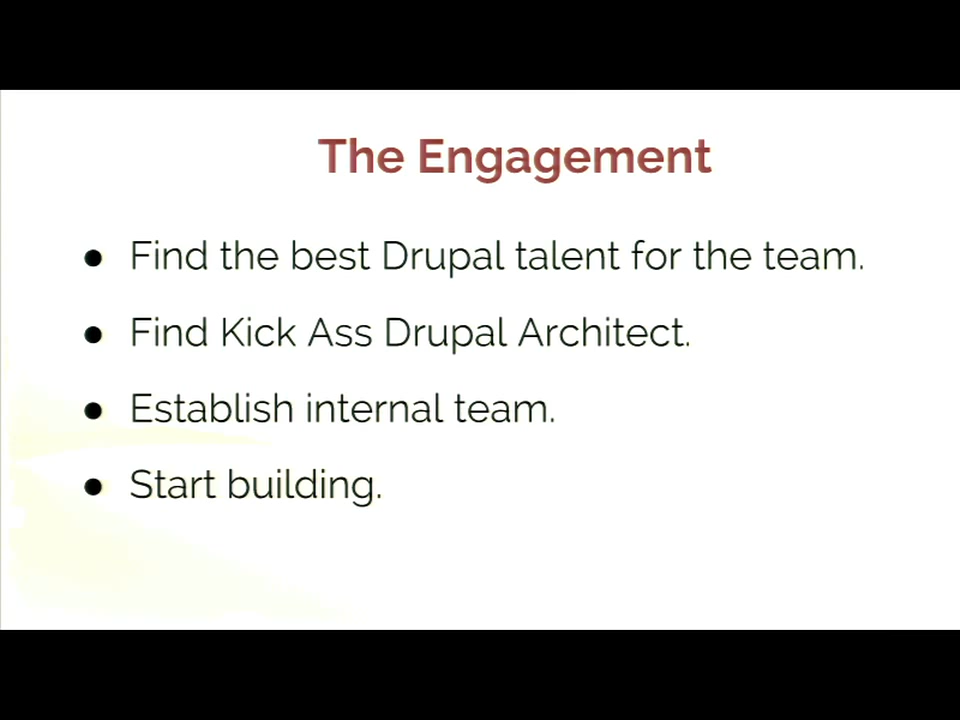 The Engagement
● Find the best Drupal talent for the team.
● Find Kick Ass Drupal Architect.
● Establish internal team.
● Start building.